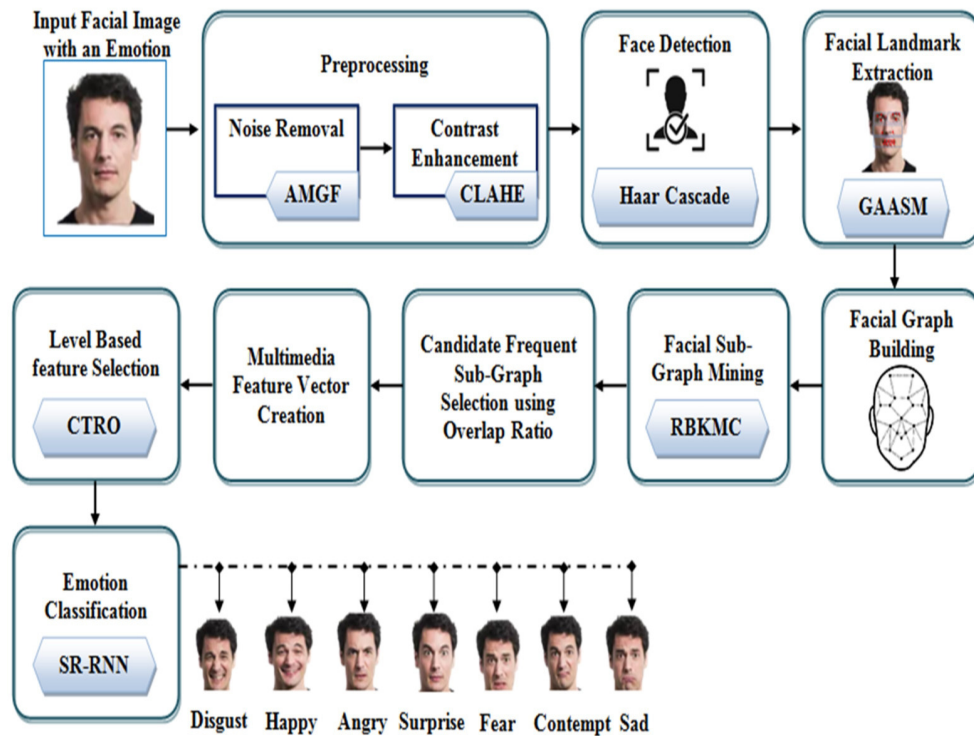 Input Facial Image
with an Emotion
Preprocessing
Noise Removal
AMGF
Contrast
Enhancement
CLAHE
Face Detection
Haar Cascade
Facial Landmark
Extraction
GAASM
Facial Graph
Building
Facial Sub-
Graph Mining
RBKMC
Candidate Frequent
Sub-Graph
Selection using
Overlap Ratio
Multimedia
Feature Vector
Creation
Level Based
feature Selection
CTRO
Emotion
Classification
SR-RNN
Disgust
Happy
Angry
Surprise
Fear
Contempt
Sad